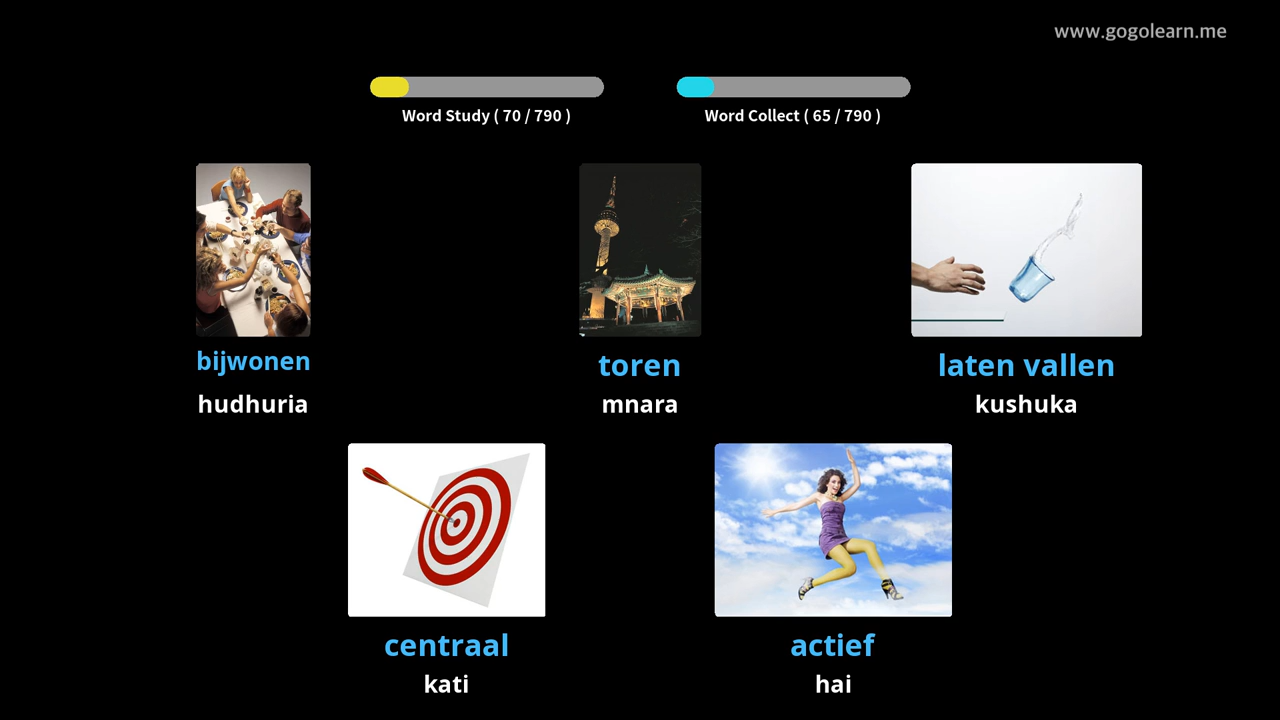 www.gogolearn.me
Word Study ( 70 / 790 )
Word Collect ( 65 / 790 )
bijwonen
hudhuria
toren
mnara
laten vallen
kushuka
centraal
kati
actief
hai